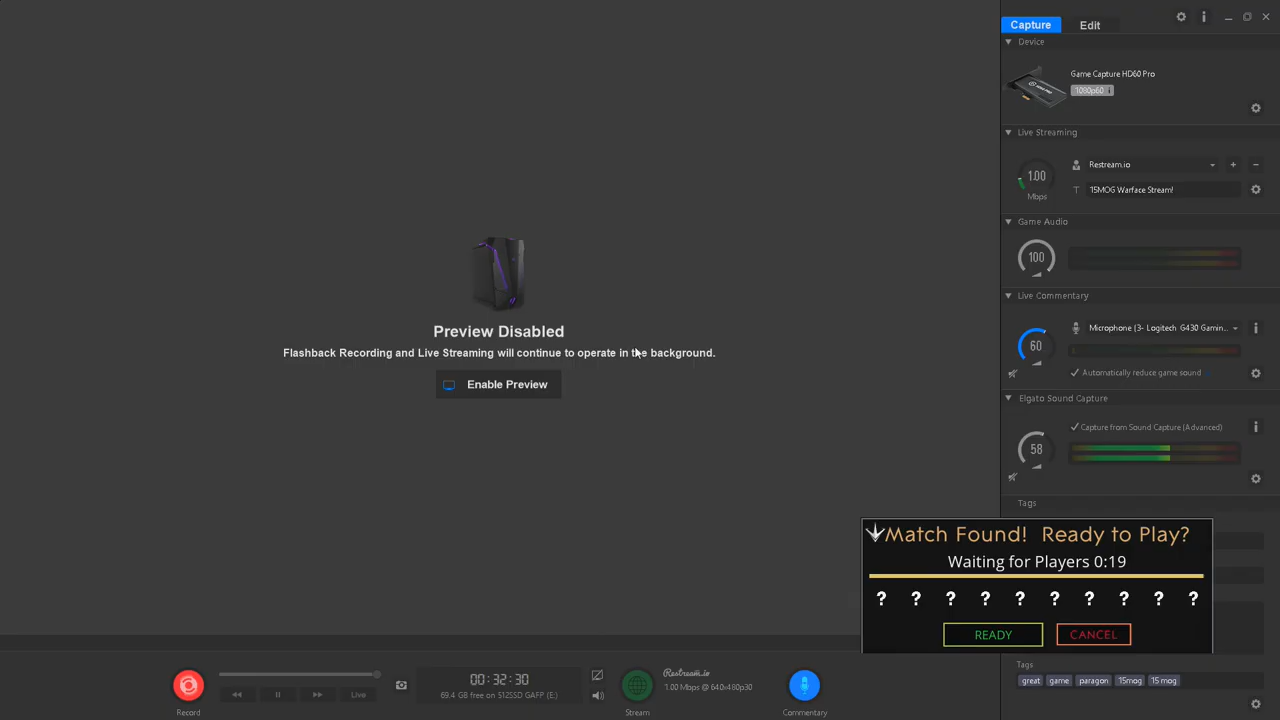 Capture Edit
Device
Game Capture HD60 Pro
1080p60 i
Live Streaming
1.00
Mbps
Restream.io
T 15MOG Warface Stream!
Game Audio
100
Live Commentary
60
Microphone (3- Logitech G430 Gamin...
Automatically reduce game sound
Elgato Sound Capture
58
Capture from Sound Capture (Advanced)
Tags
Preview Disabled
Flashback Recording and Live Streaming will continue to operate in the background.
Enable Preview
Match Found! Ready to Play?
Waiting for Players 0:19
? ? ? ? ? ? ? ? ? ?
READY CANCEL
Tags
great game paragon 15mog 15 mog
Record
Live
00:32:30
69.4 GB free on 512SSD GAFP (E:)
Stream
Restream.io
1.00 Mbps @ 640x480p30
Commentary